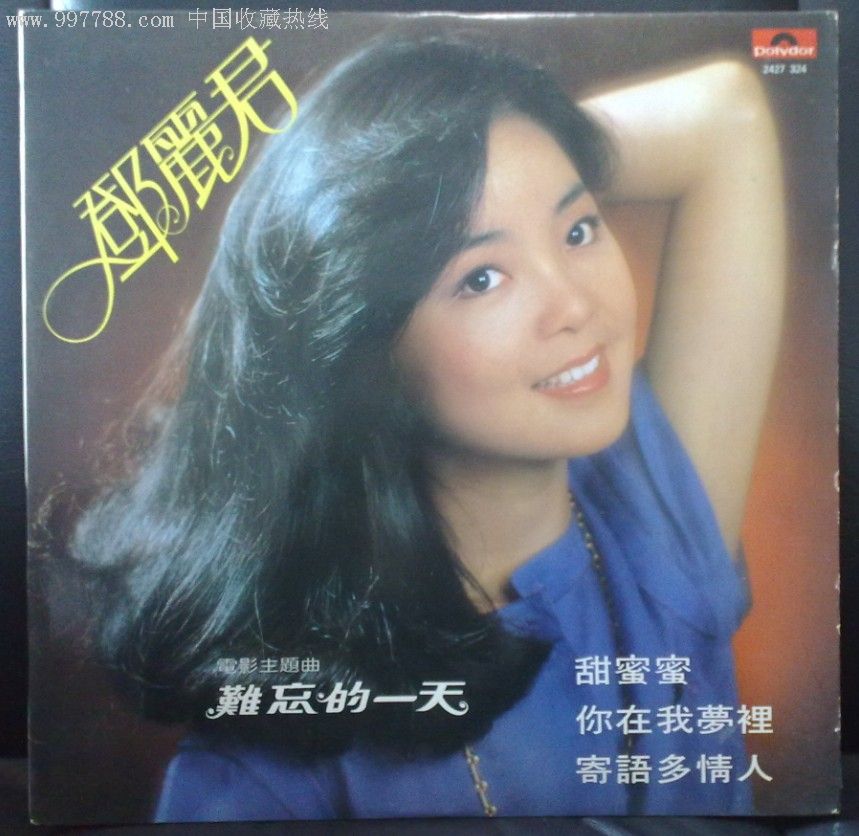 www.997788.com 中国收藏热线
polydor
2427 324
鄧麗君
電影主題曲
難忘的一天
甜蜜蜜
你在我夢裡
寄語多情人